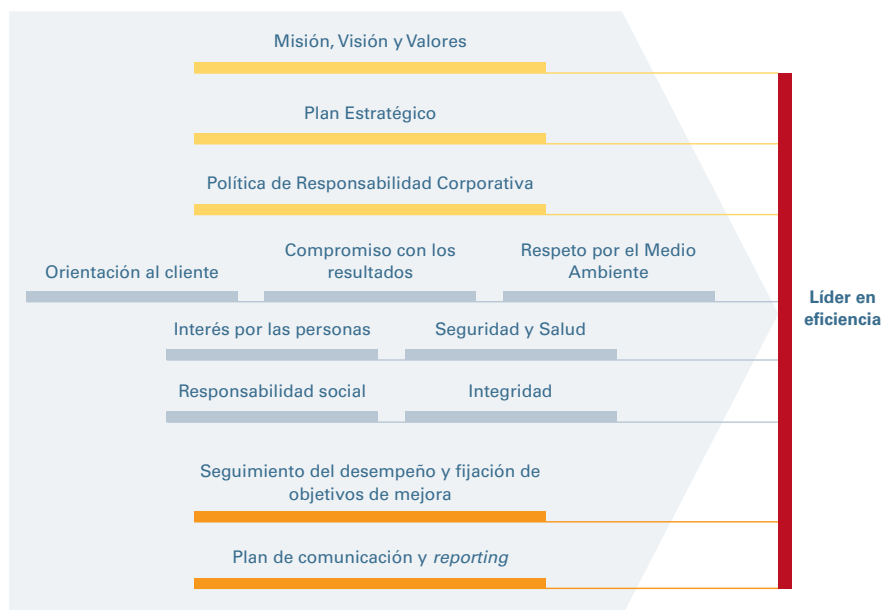 Misión, Visión y Valores
Plan Estratégico
Política de Responsabilidad Corporativa
Orientación al cliente
Compromiso con los
resultados
Respeto por el Medio
Ambiente
Interés por las personas
Seguridad y Salud
Responsabilidad social
Integridad
Seguimiento del desempeño y fijación de
objetivos de mejora
Plan de comunicación y reporting
Líder en
eficiencia